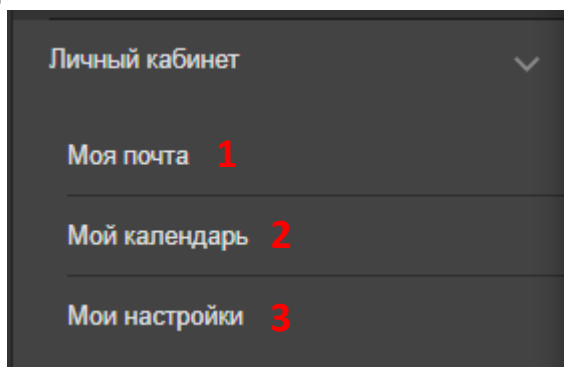 Личный кабинет
Моя почта 1
Мой календарь 2
Мои настройки 3